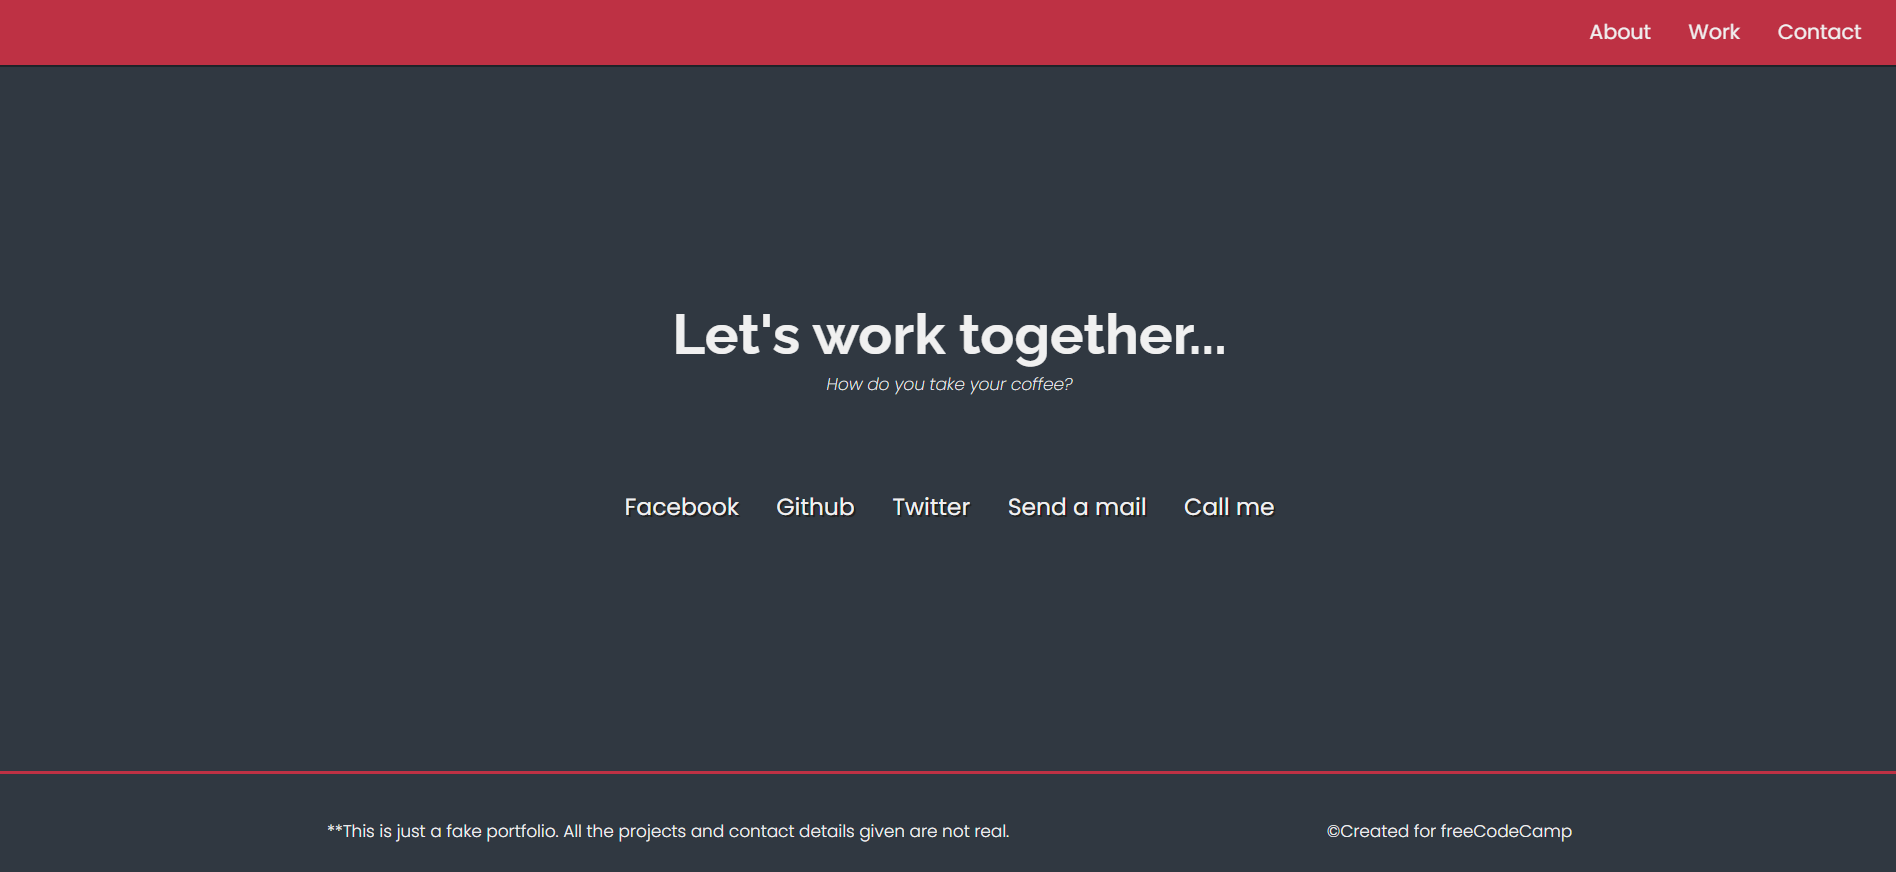 About Work Contact
Let's work together...
How do you take your coffee?
Facebook Github Twitter Send a mail Call me
**This is just a fake portfolio. All the projects and contact details given are not real. ©Created for freeCodeCamp